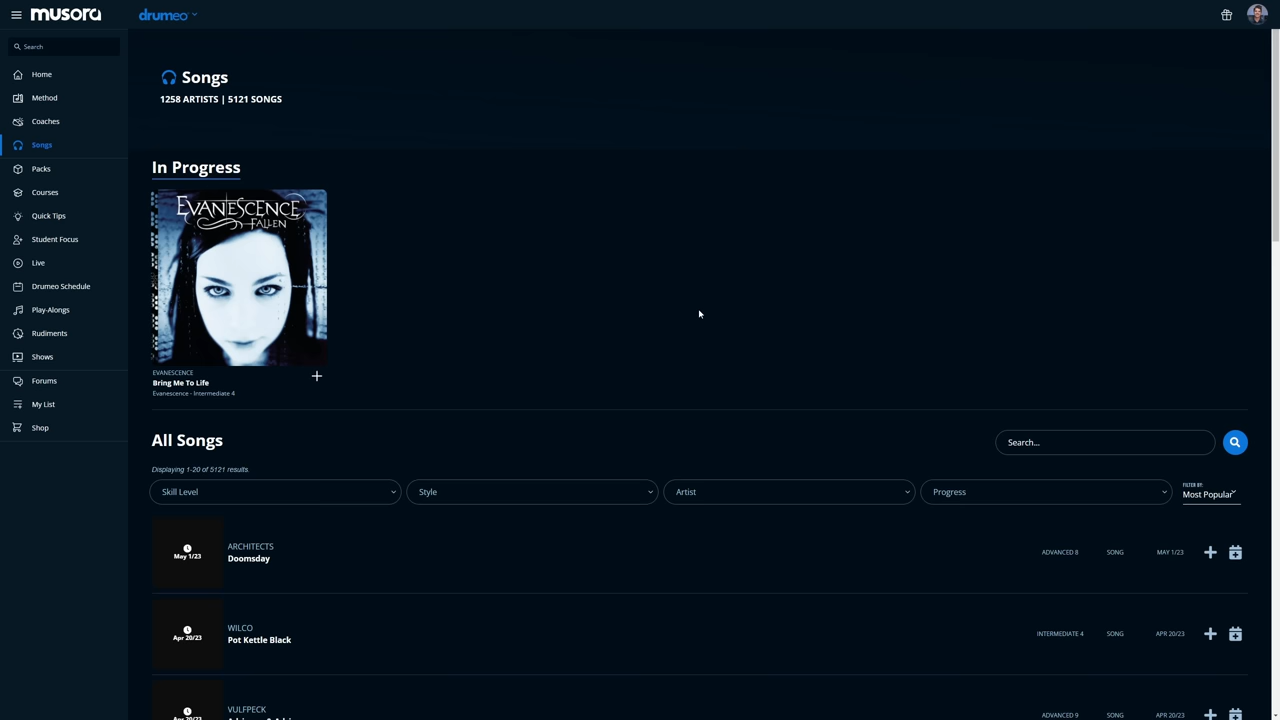 musora
drumeo
Search
Home
Method
Coaches
Songs
Packs
Courses
Quick Tips
Student Focus
Live
Drumeo Schedule
Play-Alongs
Rudiments
Shows
Forums
My List
Shop
Songs
1258 ARTISTS | 5121 SONGS
In Progress
EVANESCENCE
FALLEN
EVANESCENCE
Bring Me To Life
Evanescence - Intermediate 4
All Songs
Search...
Displaying 1-20 of 5121 results.
Skill Level
Style
Artist
Progress
FILTER BY:
Most Popular
May 1/23
ARCHITECTS
Doomsday
ADVANCED 8
SONG
MAY 1/23
Apr 20/23
WILCO
Pot Kettle Black
INTERMEDIATE 4
SONG
APR 20/23
Apr 20/23
VULFPECK
ADVANCED 9
SONG
APR 20/23